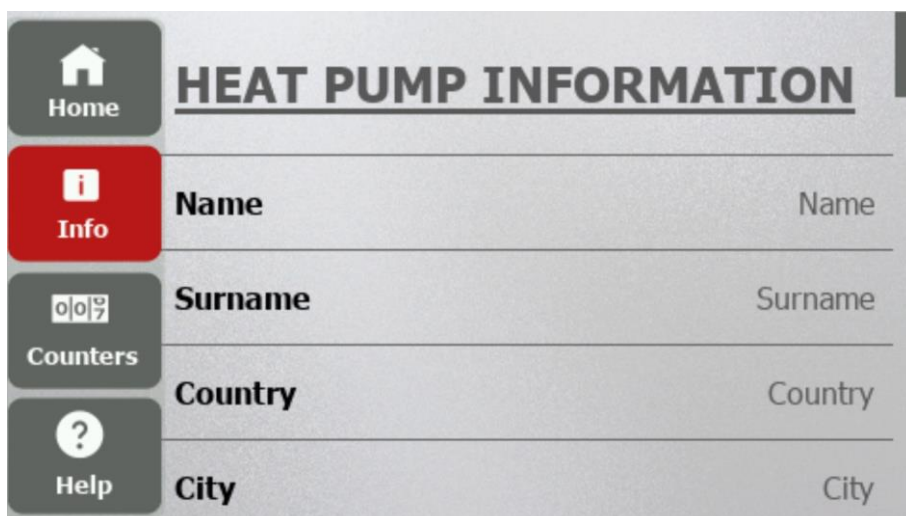 Home
HEAT PUMP INFORMATION
i
Info
Name Name
Surname Surname
Counters
Country Country
?
Help
City City